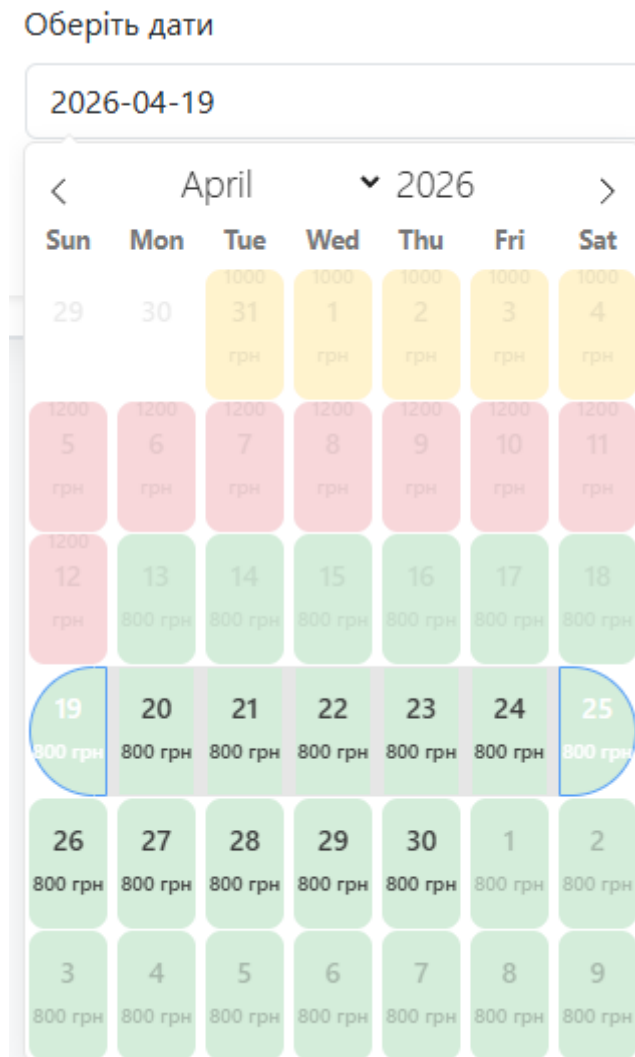 Оберіть дати
2026-04-19
April 2026
Sun Mon Tue Wed Thu Fri Sat
1000 1000 1000 1000 1000
29 30 31 1 2 3 4
грн грн грн грн грн
1200 1200 1200 1200 1200 1200 1200
5 6 7 8 9 10 11
грн грн грн грн грн грн грн
1200
12 13 14 15 16 17 18
грн 800 грн 800 грн 800 грн 800 грн 800 грн 800 грн
19 20 21 22 23 24 25
800 грн 800 грн 800 грн 800 грн 800 грн 800 грн 800 грн
26 27 28 29 30 1 2
800 грн 800 грн 800 грн 800 грн 800 грн 800 грн 800 грн
3 4 5 6 7 8 9
800 грн 800 грн 800 грн 800 грн 800 грн 800 грн 800 грн